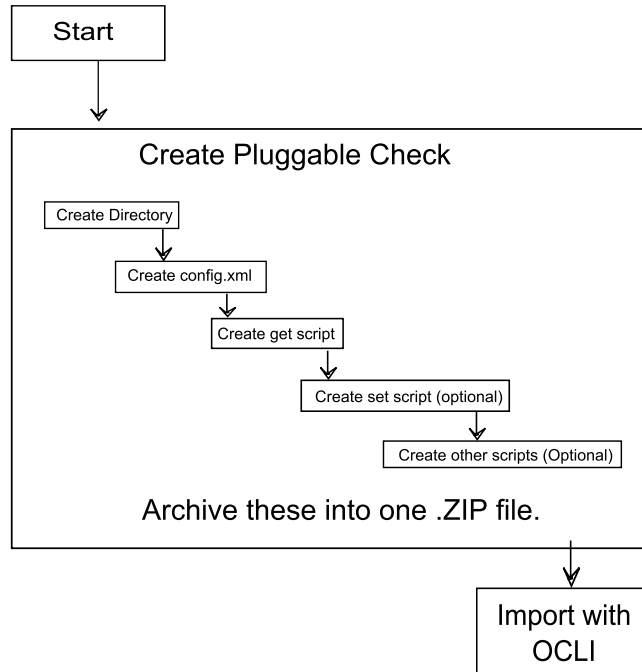 Start
Create Pluggable Check
Create Directory
Create config.xml
Create get script
Create set script (optional)
Create other scripts (Optional)
Archive these into one .ZIP file.
Import with
OCLI